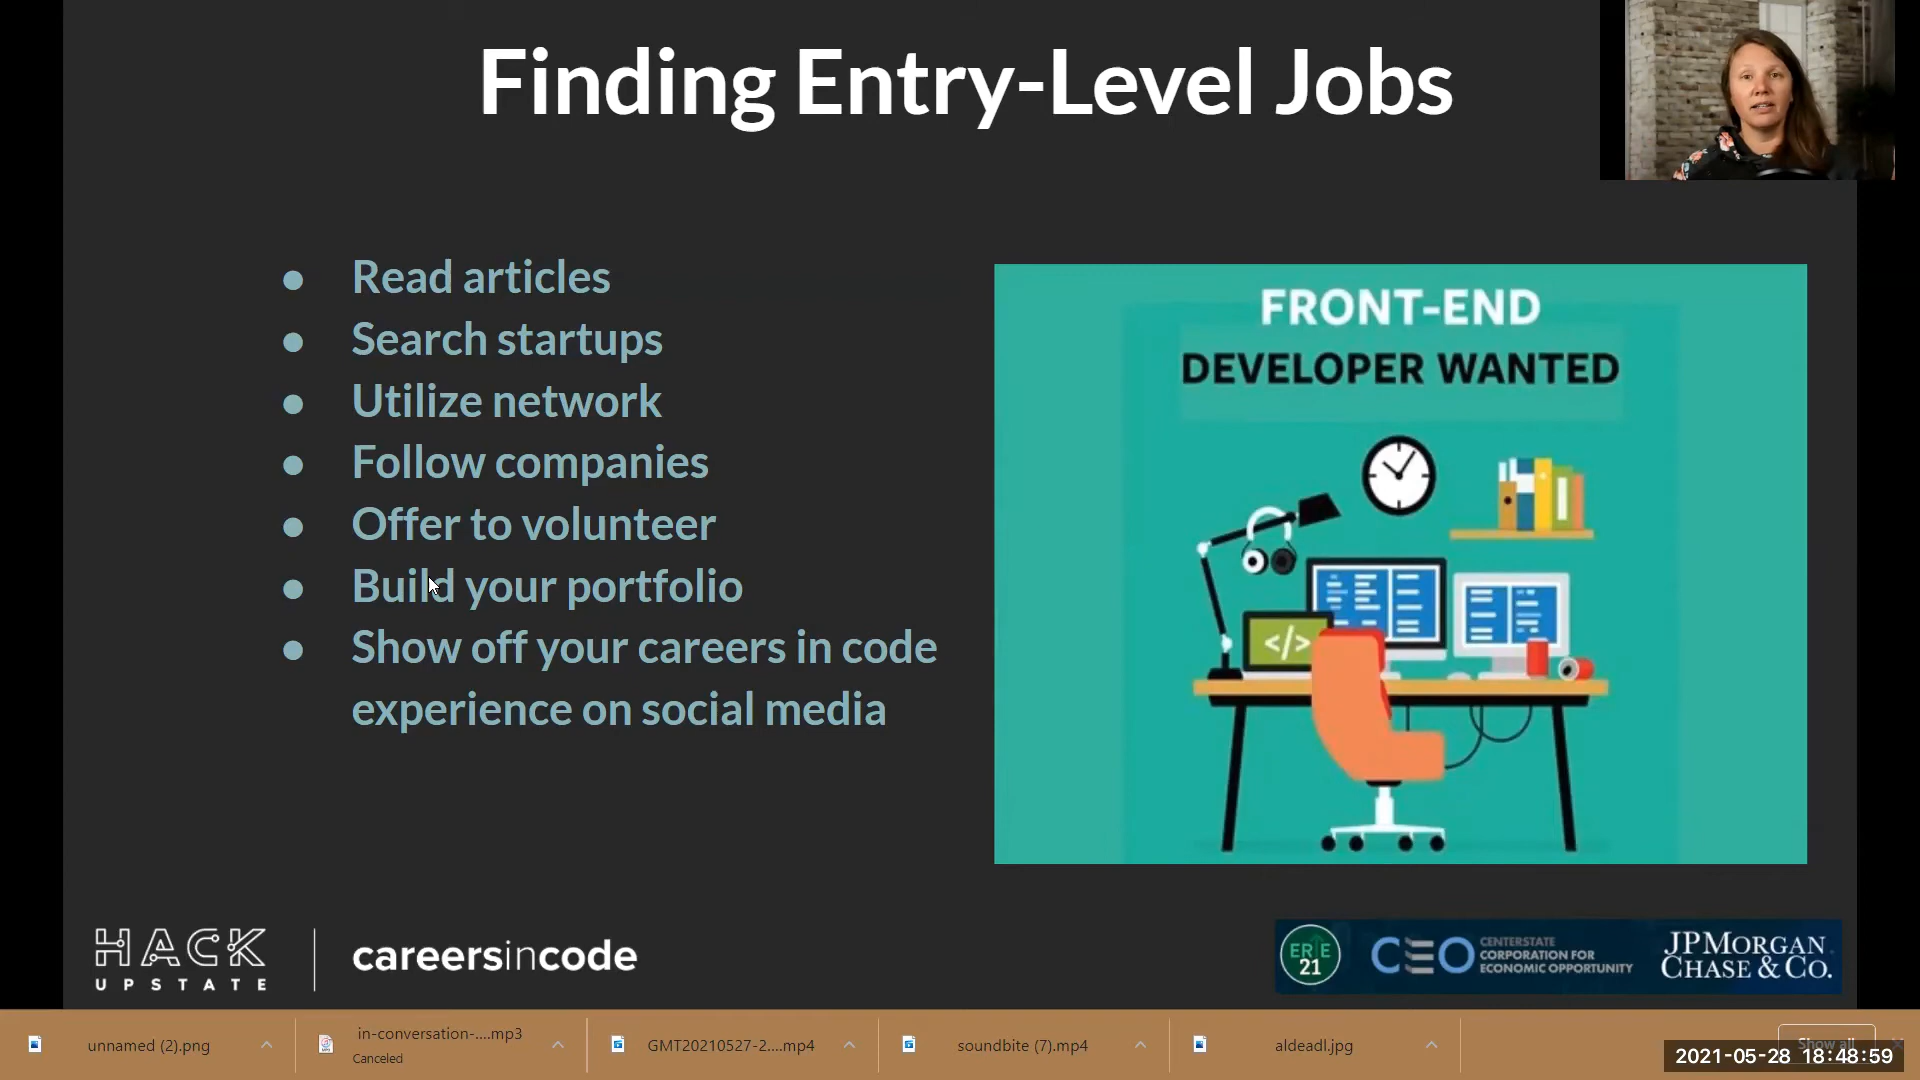 Finding Entry-Level Jobs
● Read articles
● Search startups
● Utilize network
● Follow companies
● Offer to volunteer
● Build your portfolio
● Show off your careers in code
experience on social media
FRONT-END
DEVELOPER WANTED
</>
HACK
UPSTATE
careersincode
ERIE
21
CEO
CENTERSTATE
CORPORATION FOR
ECONOMIC OPPORTUNITY
JPMORGAN
CHASE & CO.
unnamed (2).png
in-conversation-....mp3
Canceled
GMT20210527-2....mp4
soundbite (7).mp4
aldeadl.jpg
Show all
2021-05-28 18:48:59